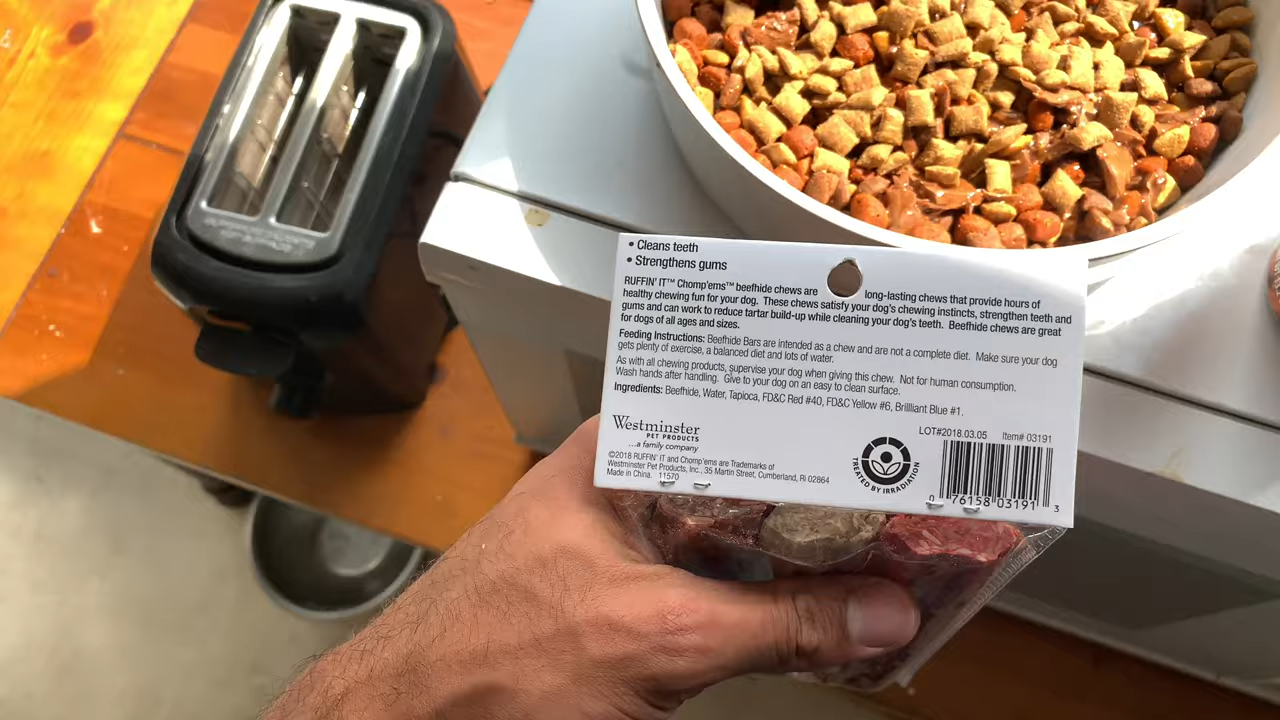 • Cleans teeth
• Strengthens gums
RUFFIN' IT™ Chomp'ems™ beefhide chews are long-lasting chews that provide hours of
healthy chewing fun for your dog. These chews satisfy your dog's chewing instincts, strengthen teeth and
gums and can work to reduce tartar build-up while cleaning your dog's teeth. Beefhide chews are great
for dogs of all ages and sizes.
Feeding Instructions: Beefhide Bars are intended as a chew and are not a complete diet. Make sure your dog
gets plenty of exercise, a balanced diet and lots of water.
As with all chewing products, supervise your dog when giving this chew. Not for human consumption.
Wash hands after handling. Give to your dog on an easy to clean surface.
Ingredients: Beefhide, Water, Tapioca, FD&C Red #40, FD&C Yellow #6, Brillliant Blue #1.
Westminster
PET PRODUCTS
...a family company
©2018 RUFFIN' IT and Chomp'ems are Trademarks of
Westminster Pet Products, Inc., 35 Martin Street, Cumberland, RI 02864
Made in China. 11570
TREATED BY IRRADIATION
LOT#2018.03.05 Item# 03191
0 76158 03191 3